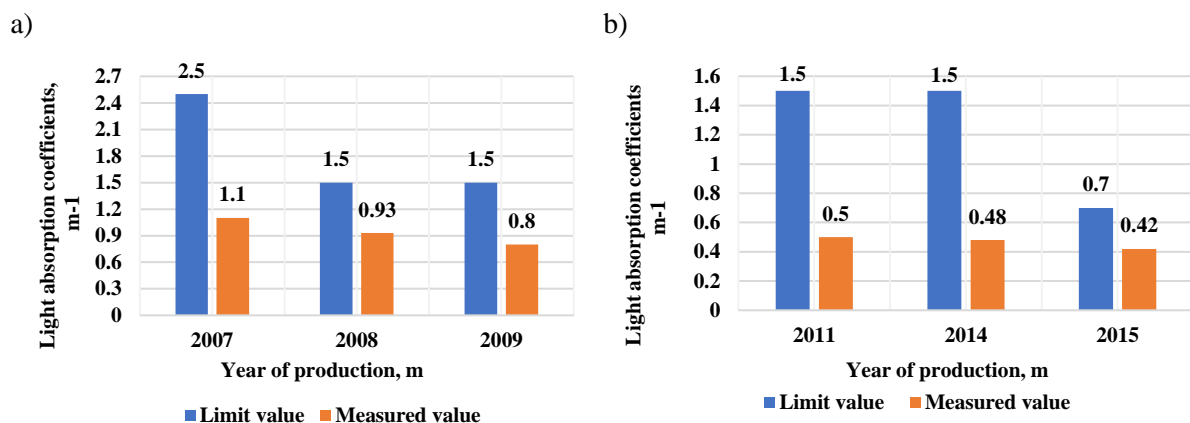 a)
Light absorption coefficients,
m-1
2.7
2.4
2.1
1.8
1.5
1.2
0.9
0.6
0.3
0
2.5
1.1
1.5
0.93
1.5
0.8
2007 2008 2009
Year of production, m
Limit value Measured value
b)
Light absorption coefficients
m-1
1.6
1.4
1.2
1
0.8
0.6
0.4
0.2
0
1.5
0.5
1.5
0.48
0.7
0.42
2011 2014 2015
Year of production, m
Limit value Measured value